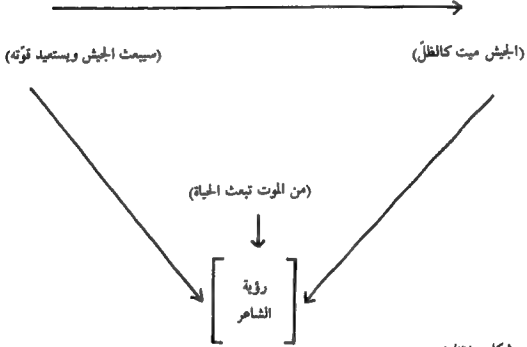 (الجيش ميت كالظلّ)
(سيبعث الجيش ويستعيد قوّته)
(من الموت تبعث الحياة)
رؤية
الشاعر